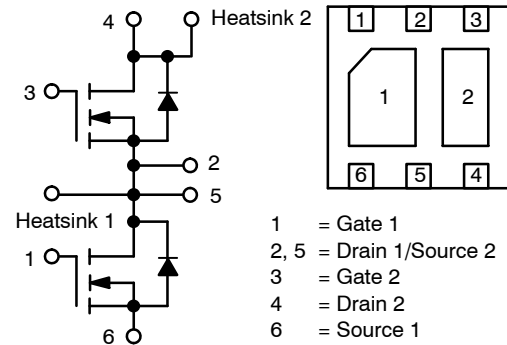 4
Heatsink 2
3
2
5
Heatsink 1
1
6
1 2 3
1 2
6 5 4
1 = Gate 1
2, 5 = Drain 1/Source 2
3 = Gate 2
4 = Drain 2
6 = Source 1